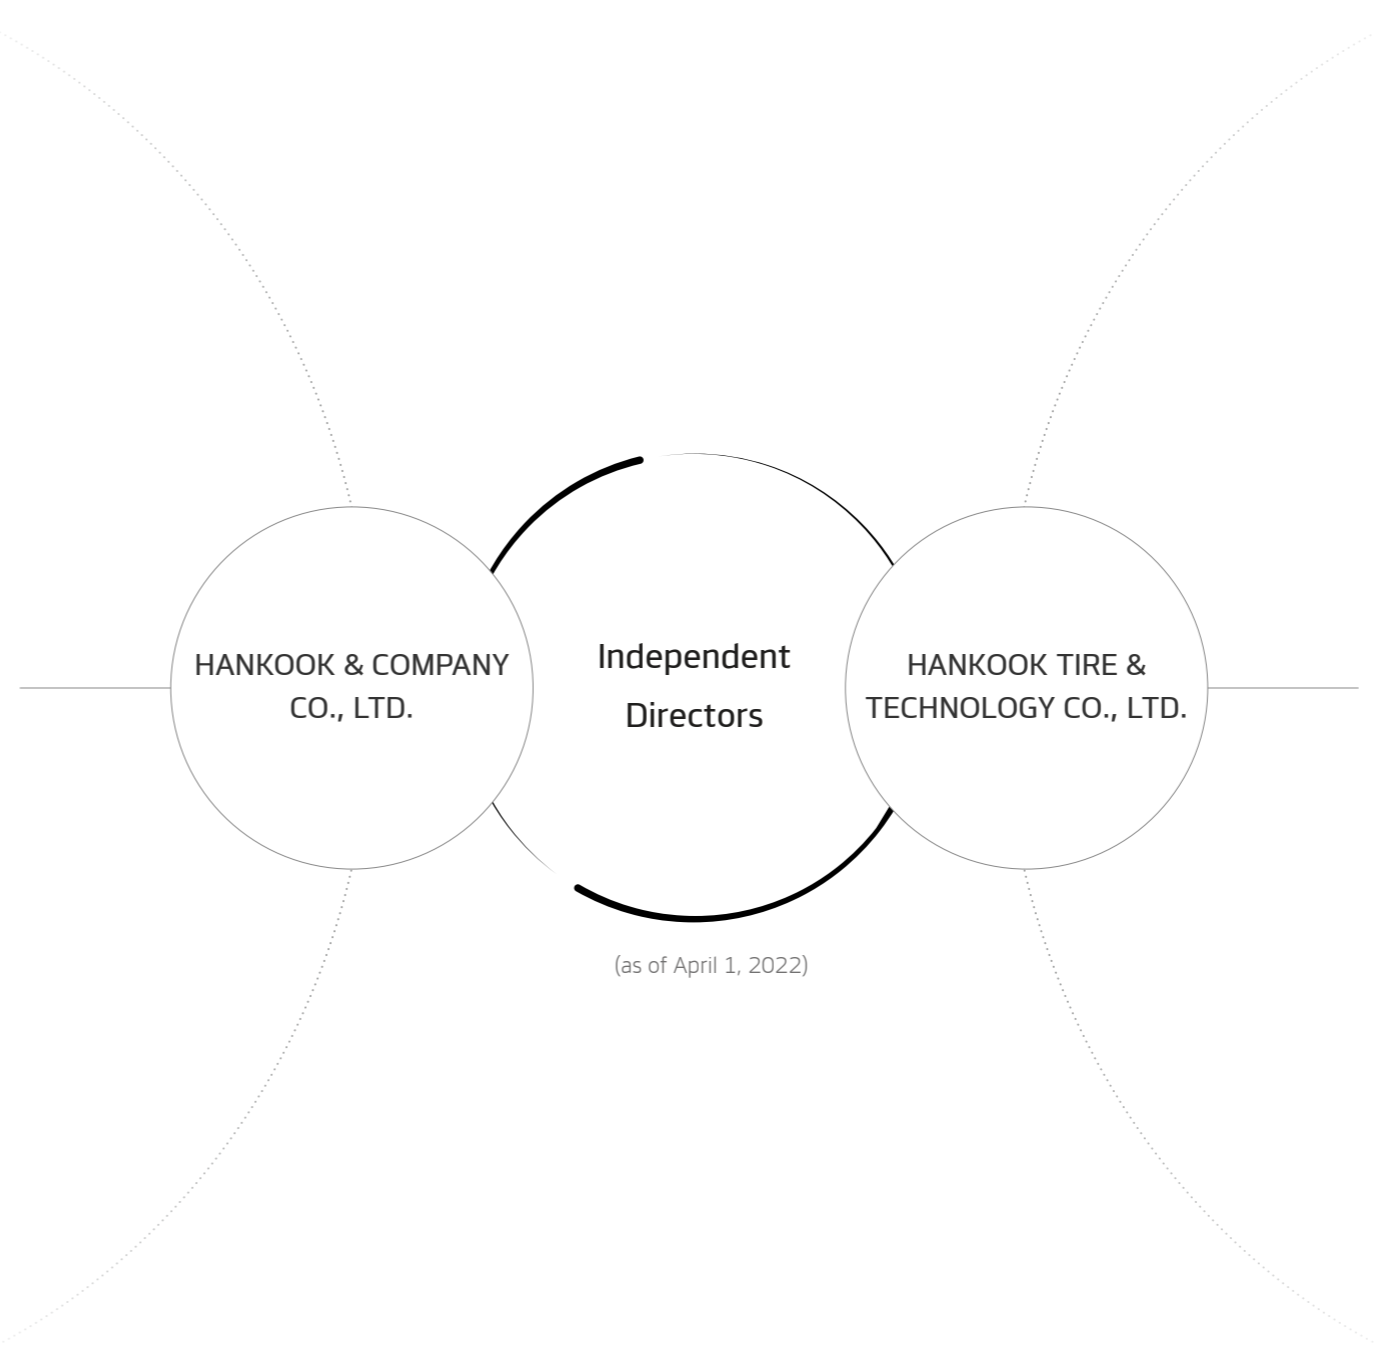 HANKOOK & COMPANY
CO., LTD.
Independent
Directors
HANKOOK TIRE &
TECHNOLOGY CO., LTD.
(as of April 1, 2022)